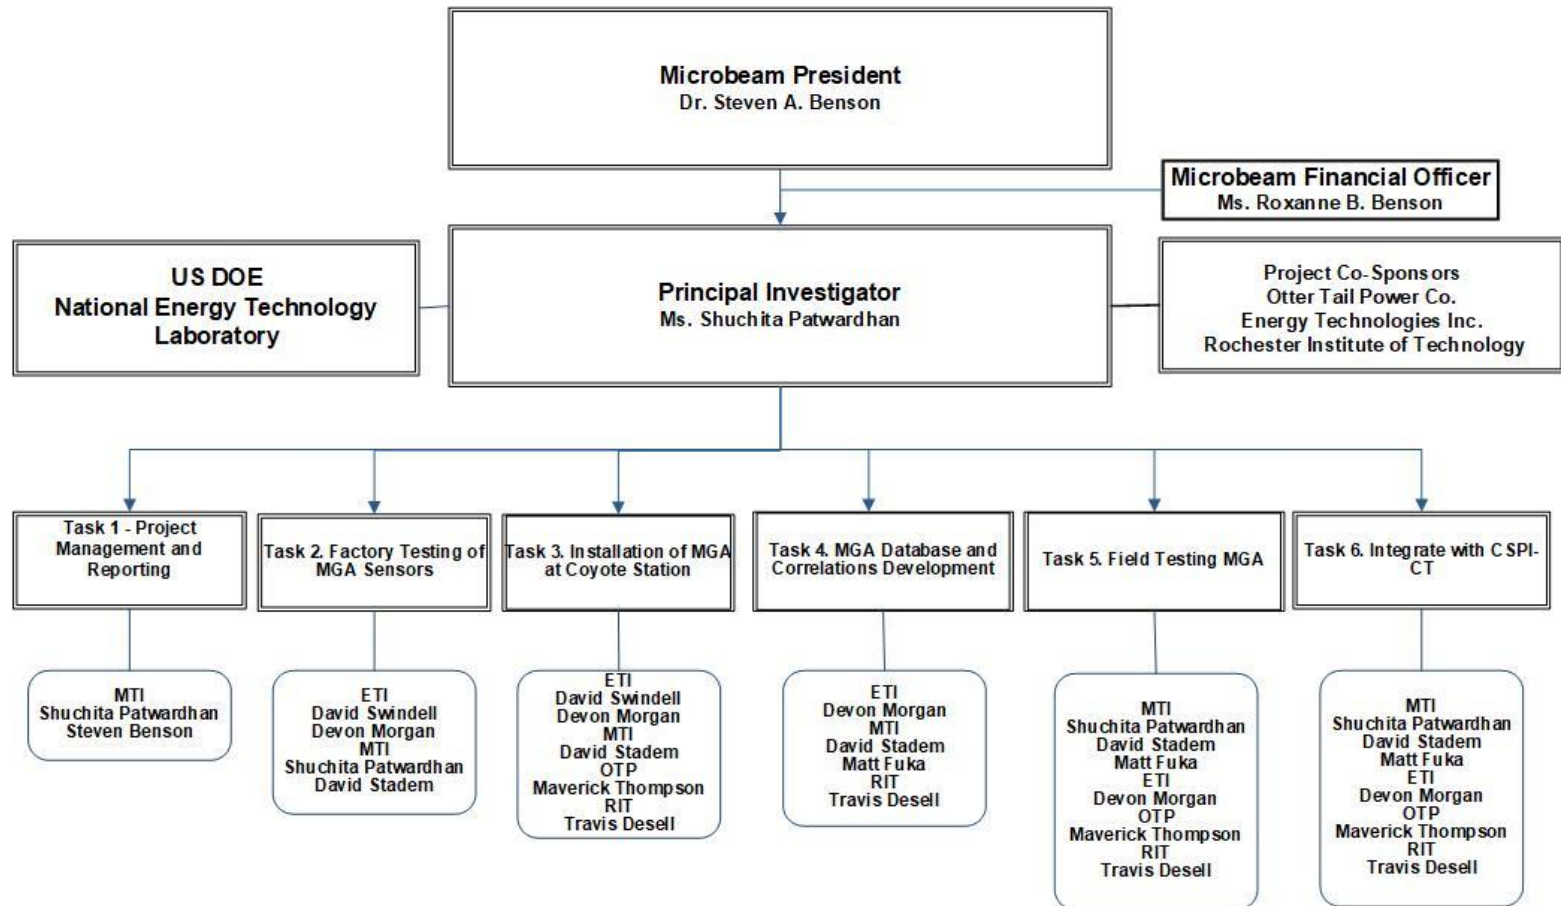 Microbeam President
Dr. Steven A. Benson
Microbeam Financial Officer
Ms. Roxanne B. Benson
US DOE
National Energy Technology
Laboratory
Principal Investigator
Ms. Shuchita Patwardhan
Project Co-Sponsors
Otter Tail Power Co.
Energy Technologies Inc.
Rochester Institute of Technology
Task 1 - Project
Management and
Reporting
Task 2. Factory Testing of
MGA Sensors
Task 3. Installation of MGA
at Coyote Station
Task 4. MGA Database and
Correlations Development
Task 5. Field Testing MGA
Task 6. Integrate with CSPI-
CT
MTI
Shuchita Patwardhan
Steven Benson
ETI
David Swindell
Devon Morgan
MTI
Shuchita Patwardhan
David Stadem
ETI
David Swindell
Devon Morgan
MTI
David Stadem
OTP
Maverick Thompson
RIT
Travis Desell
ETI
Devon Morgan
MTI
David Stadem
Matt Fuka
RIT
Travis Desell
MTI
Shuchita Patwardhan
David Stadem
Matt Fuka
ETI
Devon Morgan
OTP
Maverick Thompson
RIT
Travis Desell
MTI
Shuchita Patwardhan
David Stadem
Matt Fuka
ETI
Devon Morgan
OTP
Maverick Thompson
RIT
Travis Desell